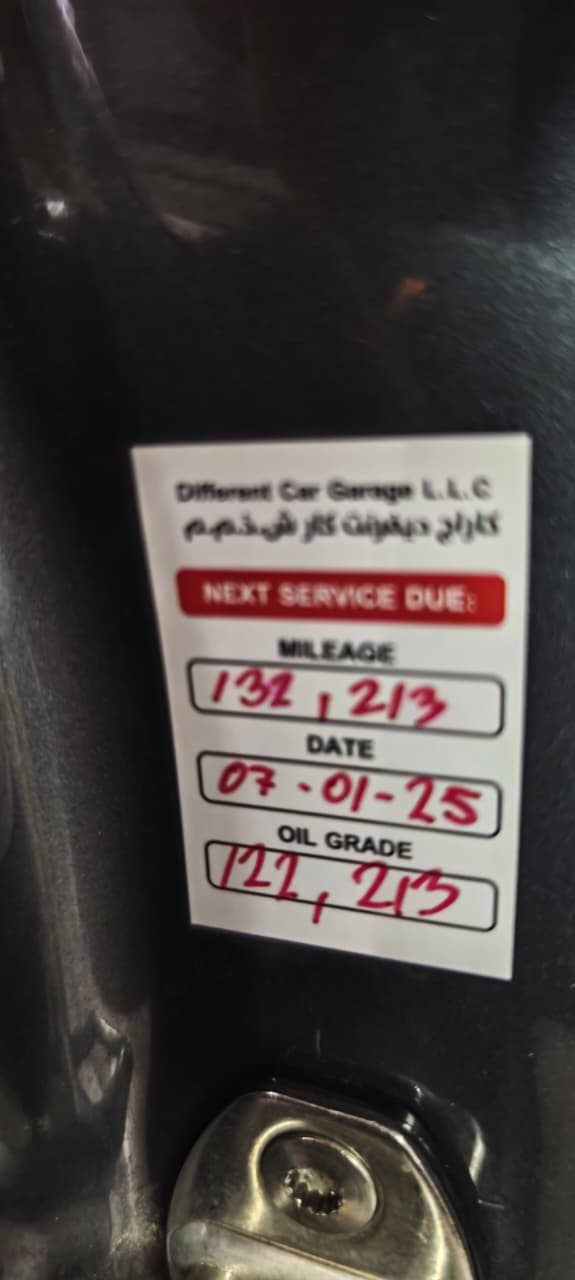 Different Car Garage L.L.C
كاراج ديفرنت كار ش.ذ.م.م
NEXT SERVICE DUE:
MILEAGE
132,213
DATE
07-01-25
OIL GRADE
122,213